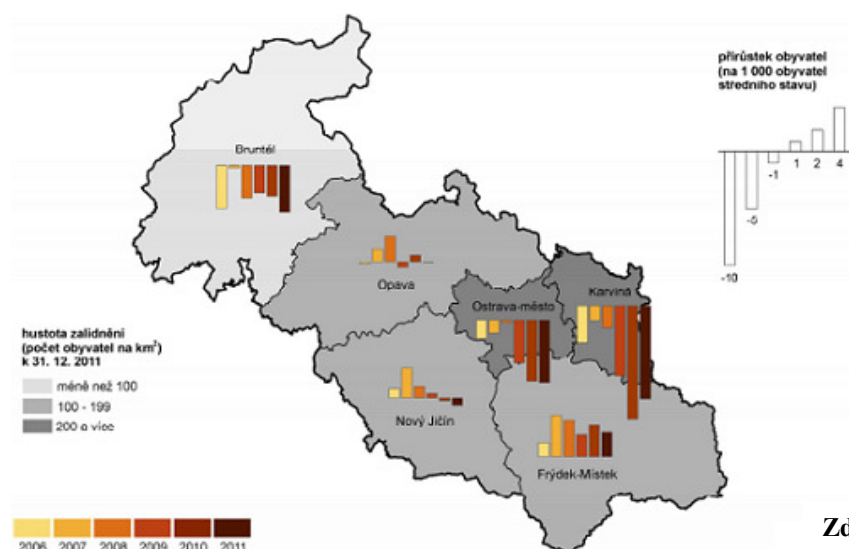 přirůstek obyvatel
(na 1 000 obyvatel
středního stavu)
1 2 4
-1
-5
-10
Bruntál
Opava
Ostrava-město
Karviná
Nový Jičín
Frýdek-Místek
hustota zalidnění
(počet obyvatel na km²)
k 31. 12. 2011
méně než 100
100 - 199
200 a více
2006 2007 2008 2009 2010 2011
Zd